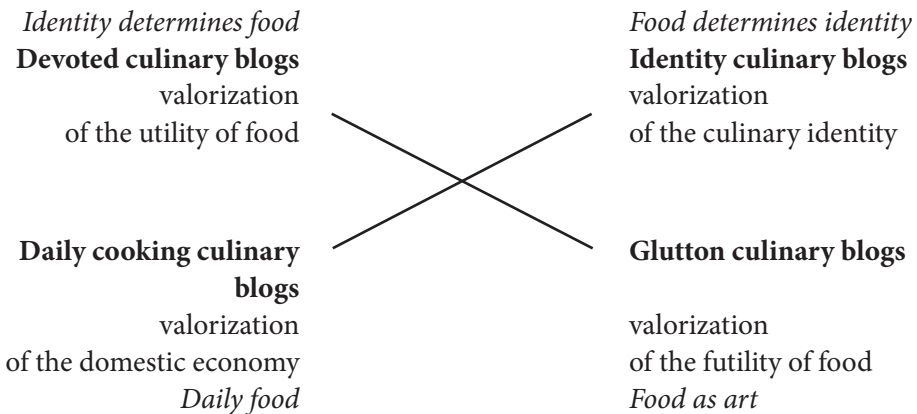 Identity determines food
Devoted culinary blogs
valorization
of the utility of food
Food determines identity
Identity culinary blogs
valorization
of the culinary identity
Daily cooking culinary
blogs
valorization
of the domestic economy
Daily food
Glutton culinary blogs
valorization
of the futility of food
Food as art